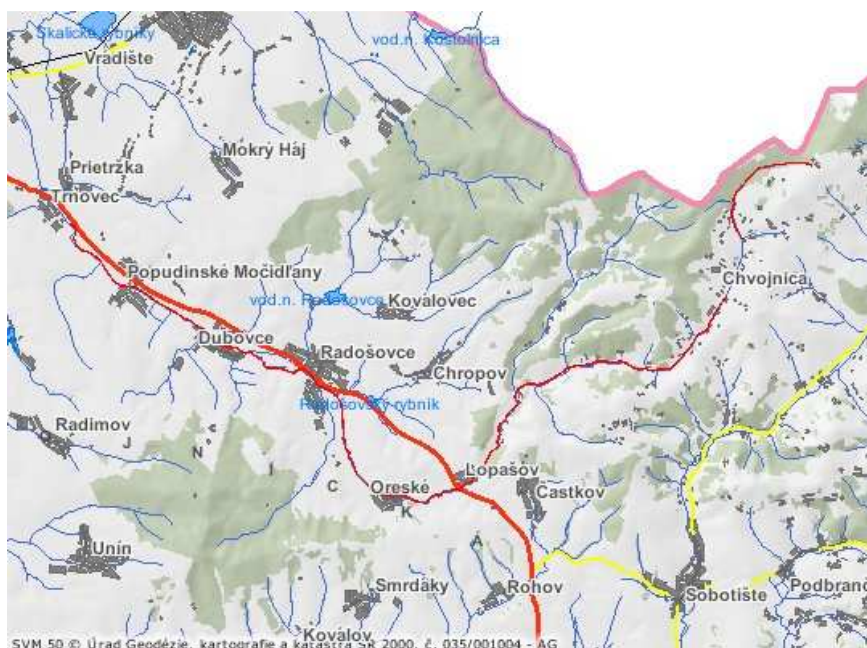 Skalické rybníky
vod.n. Kostolnica
Vrádište
Mokrý Háj
Prietržka
Trnovec
Popudinské Močidľany
Chvojnica
vod.n. Radošovce
Koválovec
Dubovce
Radošovce
Chropov
Radošovský rybník
Radimov
J
N
I
Lopašov
C
Oreské
Častkov
K
A
Unín
Smrdáky
Rohov
Sobotište
Podbranč
Koválov
SVM 50 © Úrad Geodézie, kartografie a katastra SR 2000, č. 035/001004 - AG